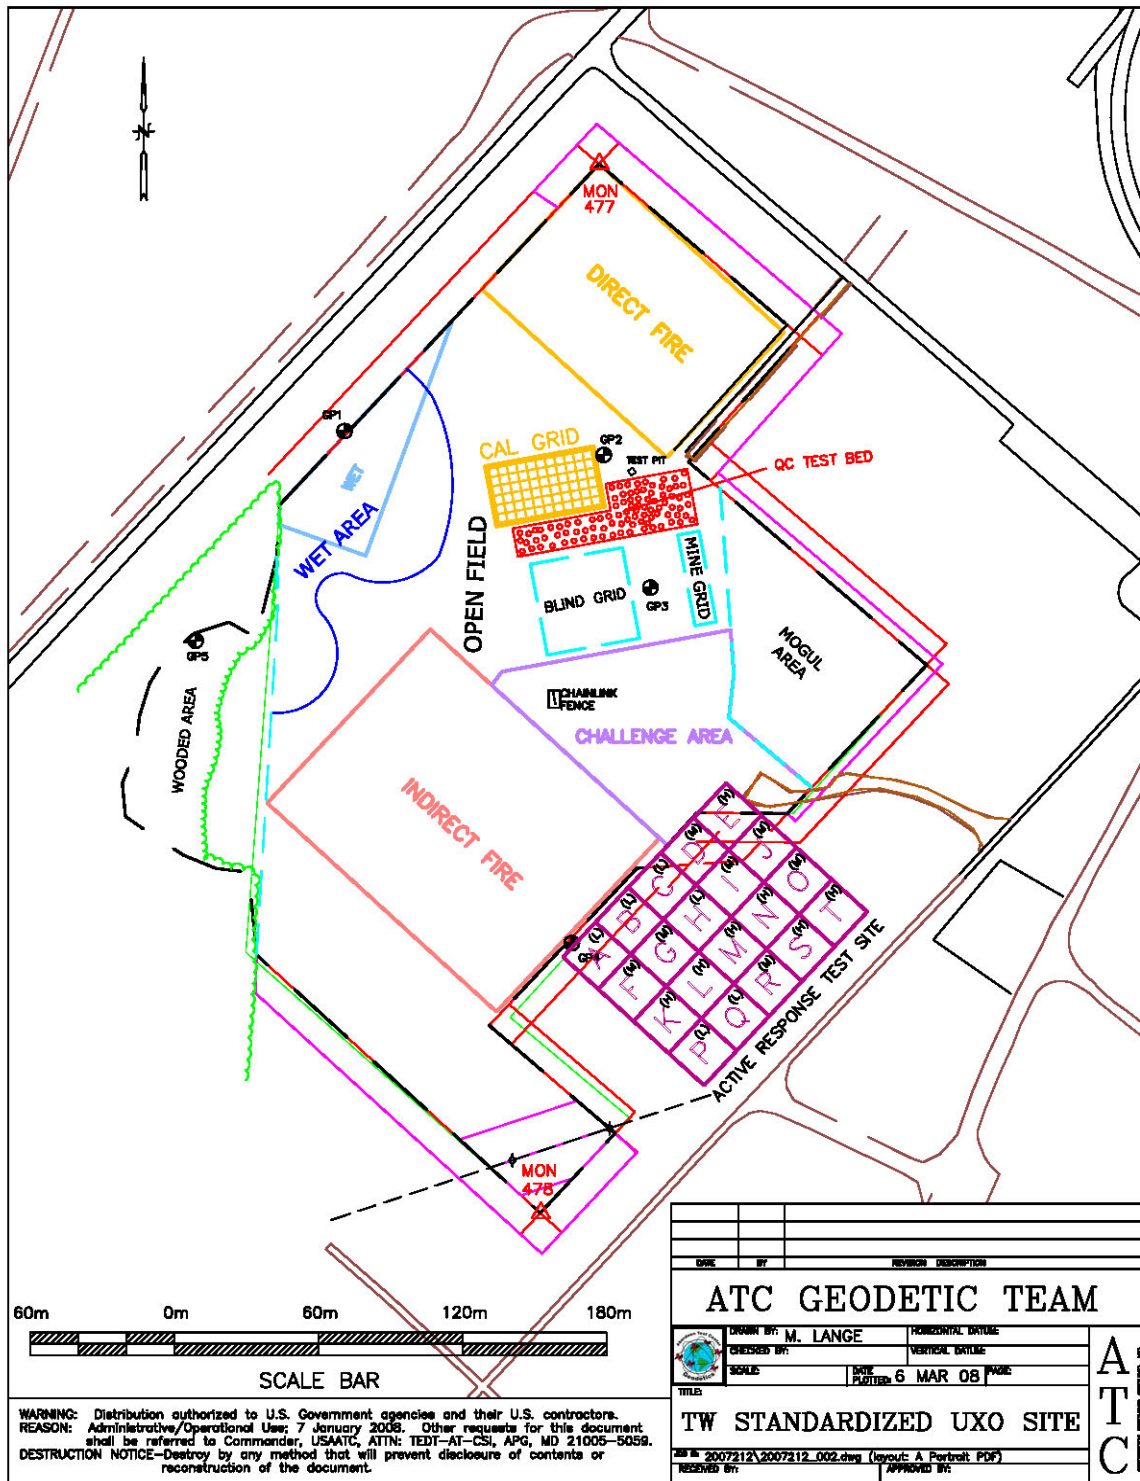 N
MON
477
DIRECT FIRE
GP1
CAL GRID
GP2
TEST PIT
QC TEST BED
WET
WET AREA
OPEN FIELD
BLIND GRID
GP3
MINE GRID
MOGUL
AREA
GP5
WOODED AREA
CHAINLINK
FENCE
CHALLENGE AREA
INDIRECT FIRE
A (L)
B (L)
C (L)
D (M)
E (H)
F (M)
G (M)
H
I (M)
J (M)
K (H)
L (H)
M (H)
N (H)
O (M)
P (L)
Q (L)
R (M)
S (H)
T (H)
ACTIVE RESPONSE TEST SITE
MON
478
60m 0m 60m 120m 180m
SCALE BAR
WARNING: Distribution authorized to U.S. Government agencies and their U.S. contractors.
REASON: Administrative/Operational Use; 7 January 2008. Other requests for this document
shall be referred to Commander, USAATC, ATTN: TEDT-AT-CSI, APG, MD 21005-5059.
DESTRUCTION NOTICE-Destroy by any method that will prevent disclosure of contents or
reconstruction of the document.
DATE BY REVISION DESCRIPTION
ATC GEODETIC TEAM
DRAWN BY: M. LANGE HORIZONTAL DATUM:
CHECKED BY: VERTICAL DATUM:
SCALE: DATE PLOTTED: 6 MAR 08 PAGE:
TITLE:
TW STANDARDIZED UXO SITE
2007212\2007212_002.dwg (layout: A Portrait PDF)
RECEIVED BY: APPROVED BY:
ATC